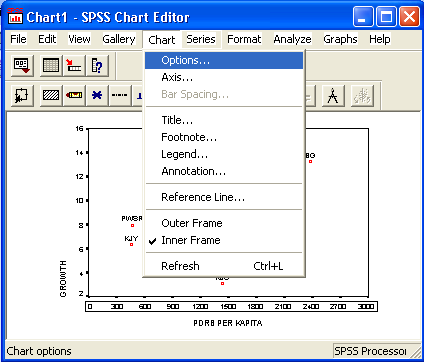 Chart1 - SPSS Chart Editor
File Edit View Gallery Chart Series Format Analyze Graphs Help
Options...
Axis...
Bar Spacing...
Title...
Footnote...
Legend...
Annotation...
Reference Line...
Outer Frame
Inner Frame
Refresh Ctrl+L
16
14
12
10
8
6
4
2
GROWTH
BG
KJY
0 300 600 900 1200 1500 1800 2100 2400 2700 3000
PDRB PER KAPITA
Chart options
SPSS Processor